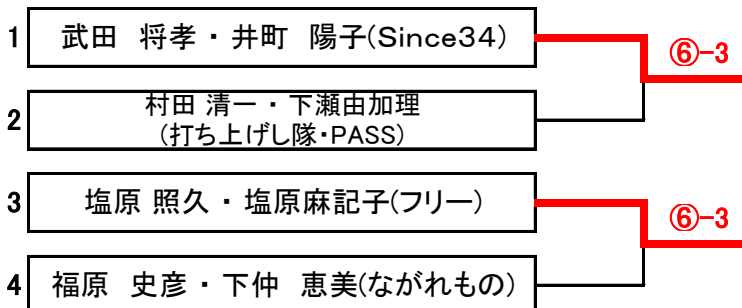 1 武田　将孝・井町　陽子(Since34)
⑥-3
2 村田 清一・下瀬由加理
(打ち上げし隊・PASS)
3 塩原 照久・塩原麻記子(フリー)
⑥-3
4 福原　史彦・下仲　恵美(ながれもの)